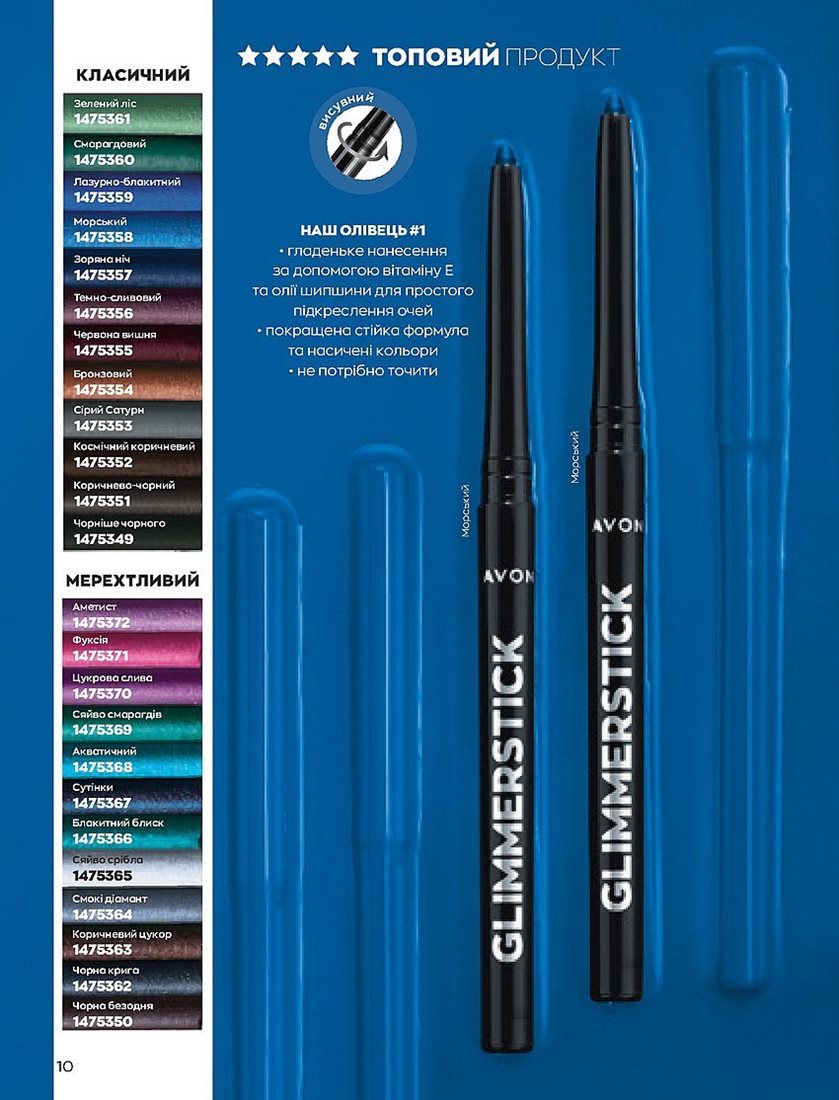 ★★★★★ ТОПОВИЙ ПРОДУКТ
КЛАСИЧНИЙ
Зелений ліс
1475361
Смарагдовий
1475360
Лазурно-блакитний
1475359
Морський
1475358
Зоряна ніч
1475357
Темно-сливовий
1475356
Червона вишня
1475355
Бронзовий
1475354
Сірий Сатурн
1475353
Космічний коричневий
1475352
Коричнево-чорний
1475351
Чорніше чорного
1475349
МЕРЕХТЛИВИЙ
Аметист
1475372
Фуксія
1475371
Цукрова слива
1475370
Сяйво смарагдів
1475369
Акватичний
1475368
Сутінки
1475367
Блакитний блиск
1475366
Сяйво срібла
1475365
Смокі діамант
1475364
Коричневий цукор
1475363
Чорна крига
1475362
Чорна безодня
1475350
висувний
НАШ ОЛІВЕЦЬ #1
• гладеньке нанесення
за допомогою вітаміну Е
та олії шипшини для простого
підкреслення очей
• покращена стійка формула
та насичені кольори
• не потрібно точити
Морський
AVON
GLIMMERSTICK
Морський
AVON
GLIMMERSTICK
10